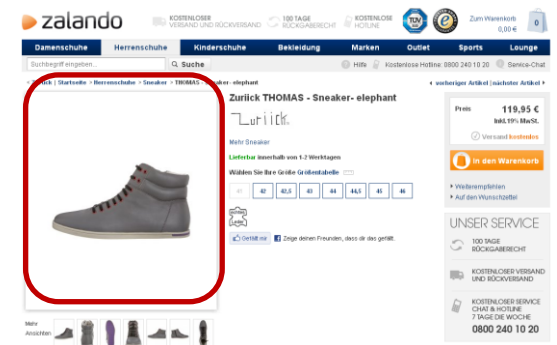 zalando
KOSTENLOSER
VERSAND UND RÜCKVERSAND
100 TAGE
RÜCKGABERECHT
KOSTENLOSE
HOTLINE
Zum Warenkorb
0,00 €
0
Damenschuhe Herrenschuhe Kinderschuhe Bekleidung Marken Outlet Sports Lounge
Suchbegriff eingeben... Suche Hilfe Kostenlose Hotline: 0800 240 10 20 Service-Chat
Zurück | Startseite Herrenschuhe Sneaker THOMAS - elephant
vorheriger Artikel | nächster Artikel
Zuriick THOMAS - Sneaker- elephant
Zuriick.
Mehr Sneaker
Lieferbar innerhalb von 1-2 Werktagen
Wählen Sie Ihre Größe Größentabelle
41 42 42,5 43 44 44,5 45 46
Gefällt mir Zeige deinen Freunden, dass dir das gefällt.
Preis 119,95 €
Inkl.19% MwSt.
Versand kostenlos
In den Warenkorb
Weiterempfehlen
Auf den Wunschzettel
UNSER SERVICE
100 TAGE
RÜCKGABERECHT
KOSTENLOSER VERSAND
UND RÜCKVERSAND
KOSTENLOSER SERVICE
CHAT & HOTLINE
7 TAGE DIE WOCHE
0800 240 10 20
Mehr
Ansichten